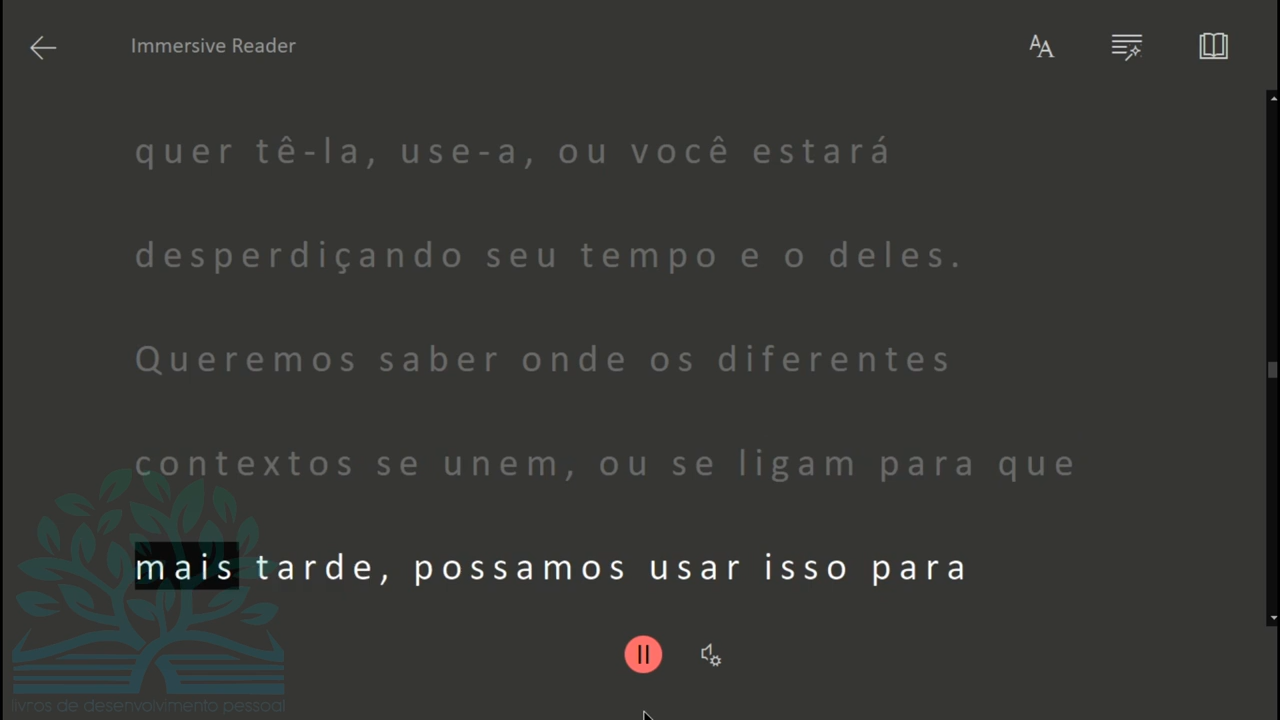 Immersive Reader
quer tê-la, use-a, ou você estará
desperdiçando seu tempo e o deles.
Queremos saber onde os diferentes
contextos se unem, ou se ligam para que
mais tarde, possamos usar isso para
livros de desenvolvimento pessoal